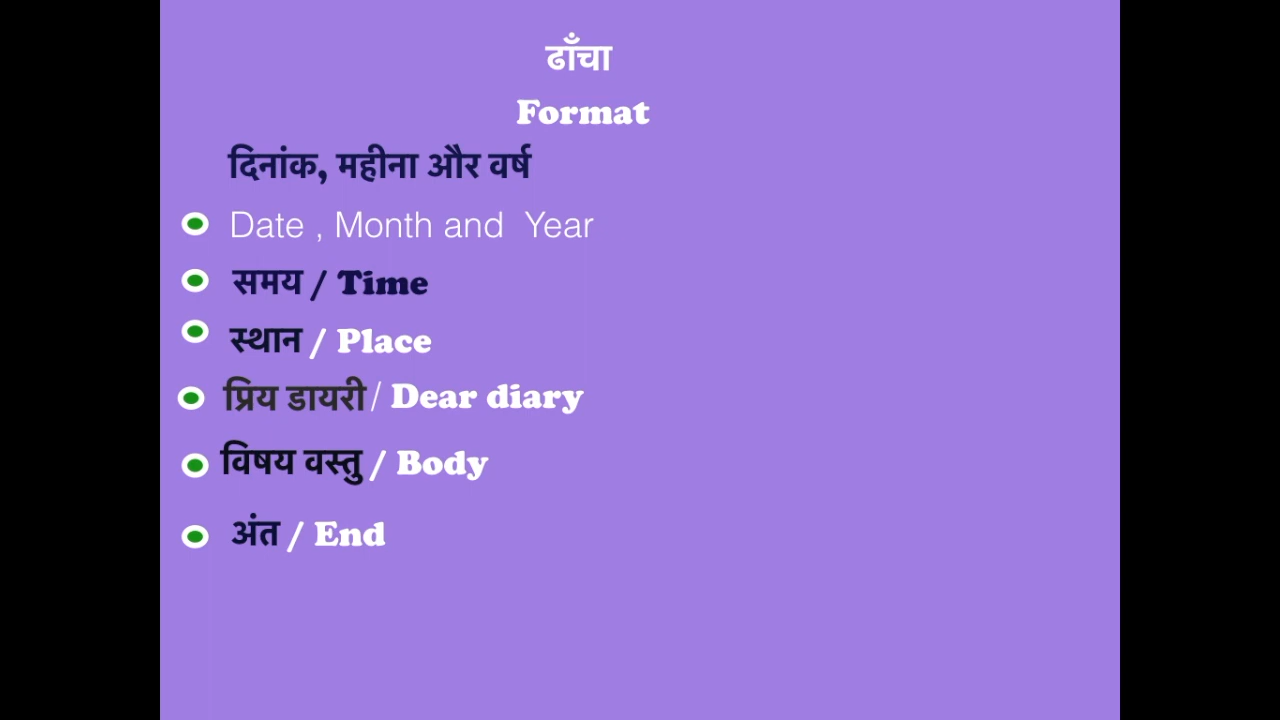 ढाँचा
Format
दिनांक, महीना और वर्ष
Date , Month and Year
समय / Time
स्थान / Place
प्रिय डायरी / Dear diary
विषय वस्तु / Body
अंत / End